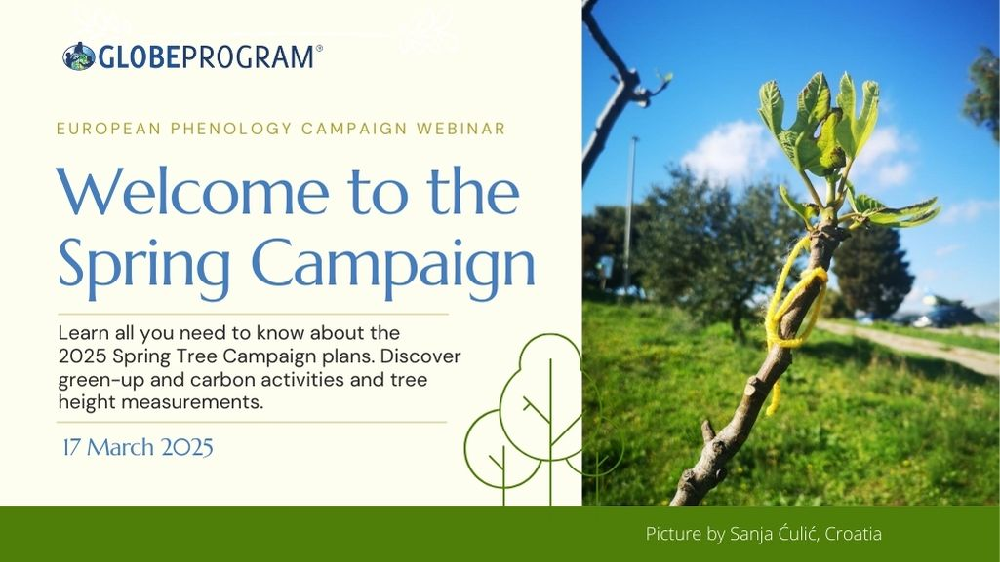 GLOBEPROGRAM®
EUROPEAN PHENOLOGY CAMPAIGN WEBINAR
Welcome to the
Spring Campaign
Learn all you need to know about the
2025 Spring Tree Campaign plans. Discover
green-up and carbon activities and tree
height measurements.
17 March 2025
Picture by Sanja Ćulić, Croatia